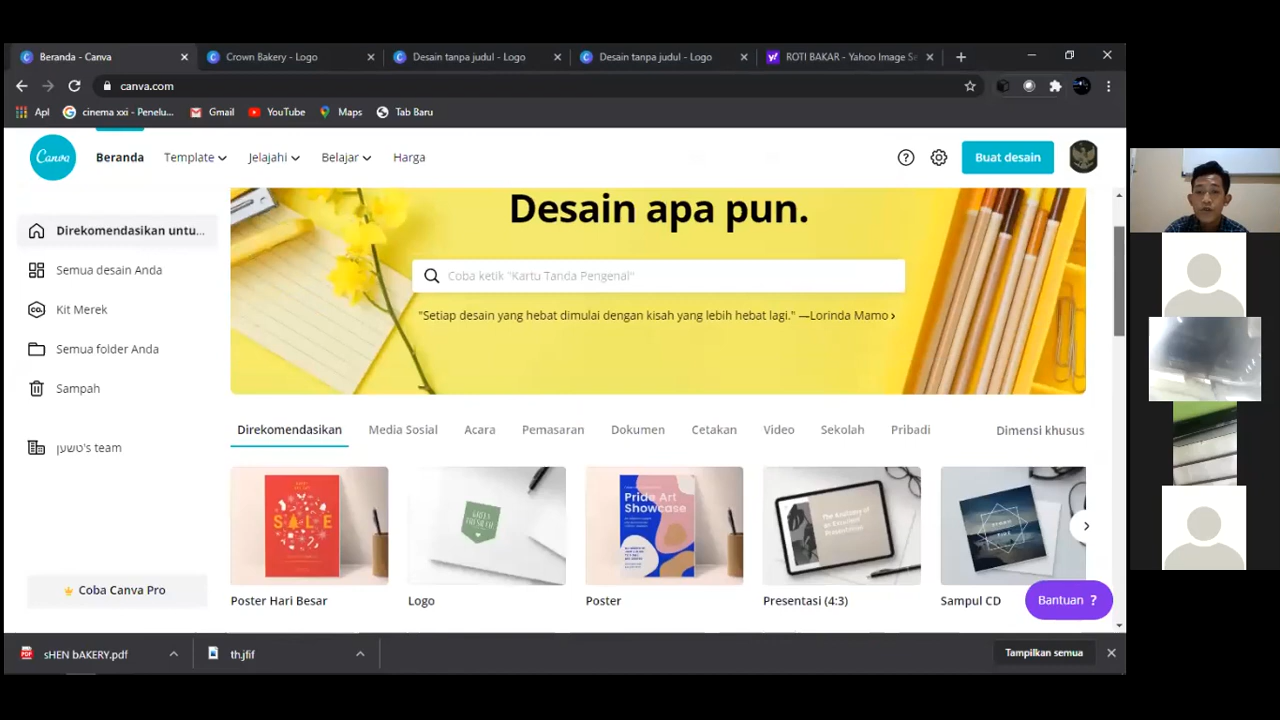 Beranda - Canva
Crown Bakery - Logo
Desain tanpa judul - Logo
Desain tanpa judul - Logo
ROTI BAKAR - Yahoo Image Se
canva.com
Apl
cinema xxi - Penelu...
Gmail
YouTube
Maps
Tab Baru
Canva
Beranda
Template
Jelajahi
Belajar
Harga
Buat desain
Direkomendasikan untu...
Semua desain Anda
Kit Merek
Semua folder Anda
Sampah
טשען's team
Coba Canva Pro
Desain apa pun.
Coba ketik "Kartu Tanda Pengenal"
"Setiap desain yang hebat dimulai dengan kisah yang lebih hebat lagi." —Lorinda Mamo
Direkomendasikan
Media Sosial
Acara
Pemasaran
Dokumen
Cetakan
Video
Sekolah
Pribadi
Dimensi khusus
SALE
Pride Art
Showcase
Poster Hari Besar
Logo
Poster
Presentasi (4:3)
Sampul CD
Bantuan ?
sHEN bAKERY.pdf
th.jfif
Tampilkan semua